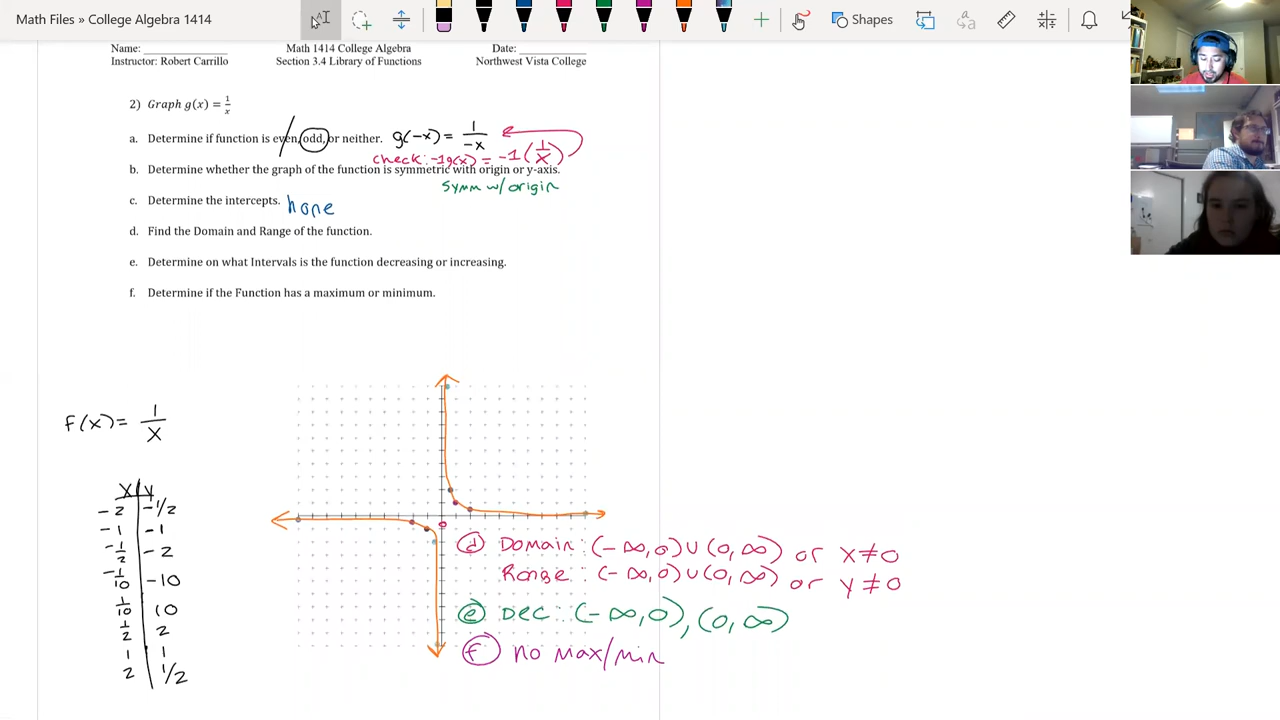 Math Files » College Algebra 1414
Shapes
Name: ____________ Math 1414 College Algebra Date: __________
Instructor: Robert Carrillo Section 3.4 Library of Functions Northwest Vista College
2) Graph g(x) = 1/x
a. Determine if function is even, odd, or neither. g(-x) = 1/-x
check: -1g(x) = -1(1/x)
b. Determine whether the graph of the function is symmetric with origin or y-axis.
symm w/ origin
c. Determine the intercepts. none
d. Find the Domain and Range of the function.
e. Determine on what Intervals is the function decreasing or increasing.
f. Determine if the Function has a maximum or minimum.
F(x) = 1/x
x | y
-2 | -1/2
-1 | -1
-1/2 | -2
-1/10 | -10
1/10 | 10
1/2 | 2
1 | 1
2 | 1/2
d Domain: (-∞,0)∪(0,∞) or x≠0
Range: (-∞,0)∪(0,∞) or y≠0
e Dec: (-∞,0),(0,∞)
f no max/min